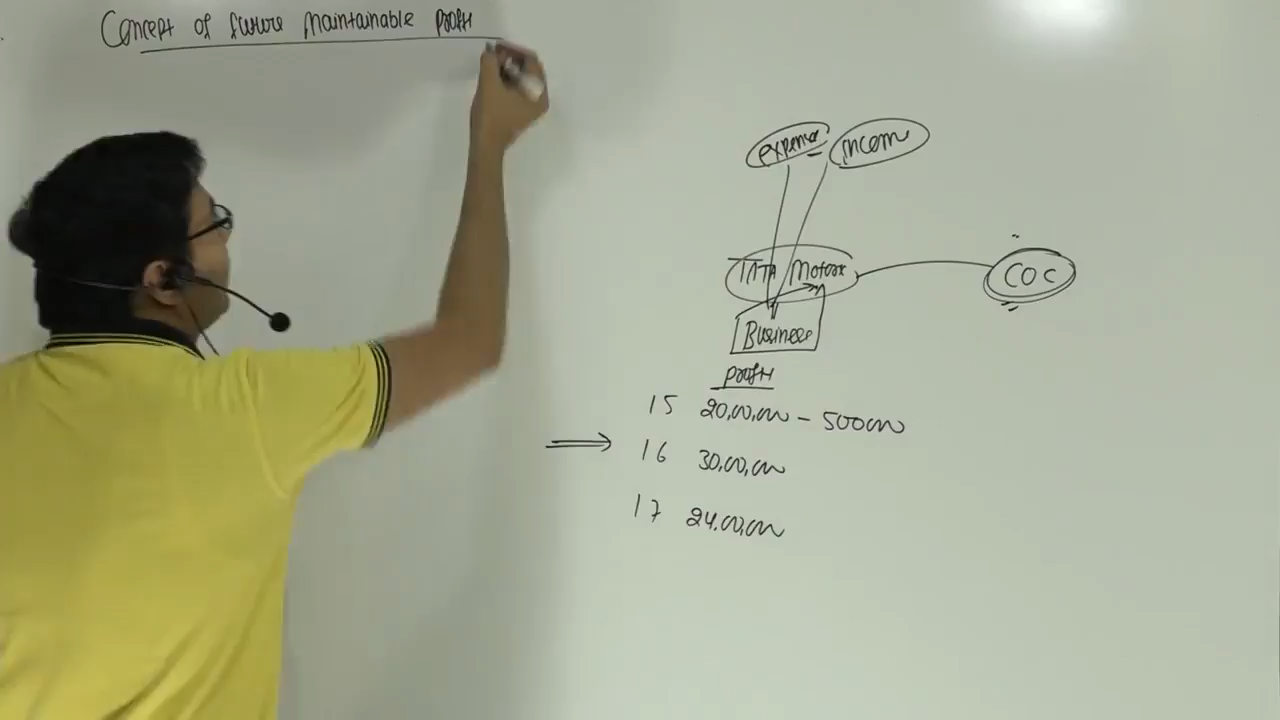 Concept of future Maintainable profit
expense income
TATA Motors COC
Business
profit
15 20,00,000 - 500000
16 30,00,000
17 24,00,000